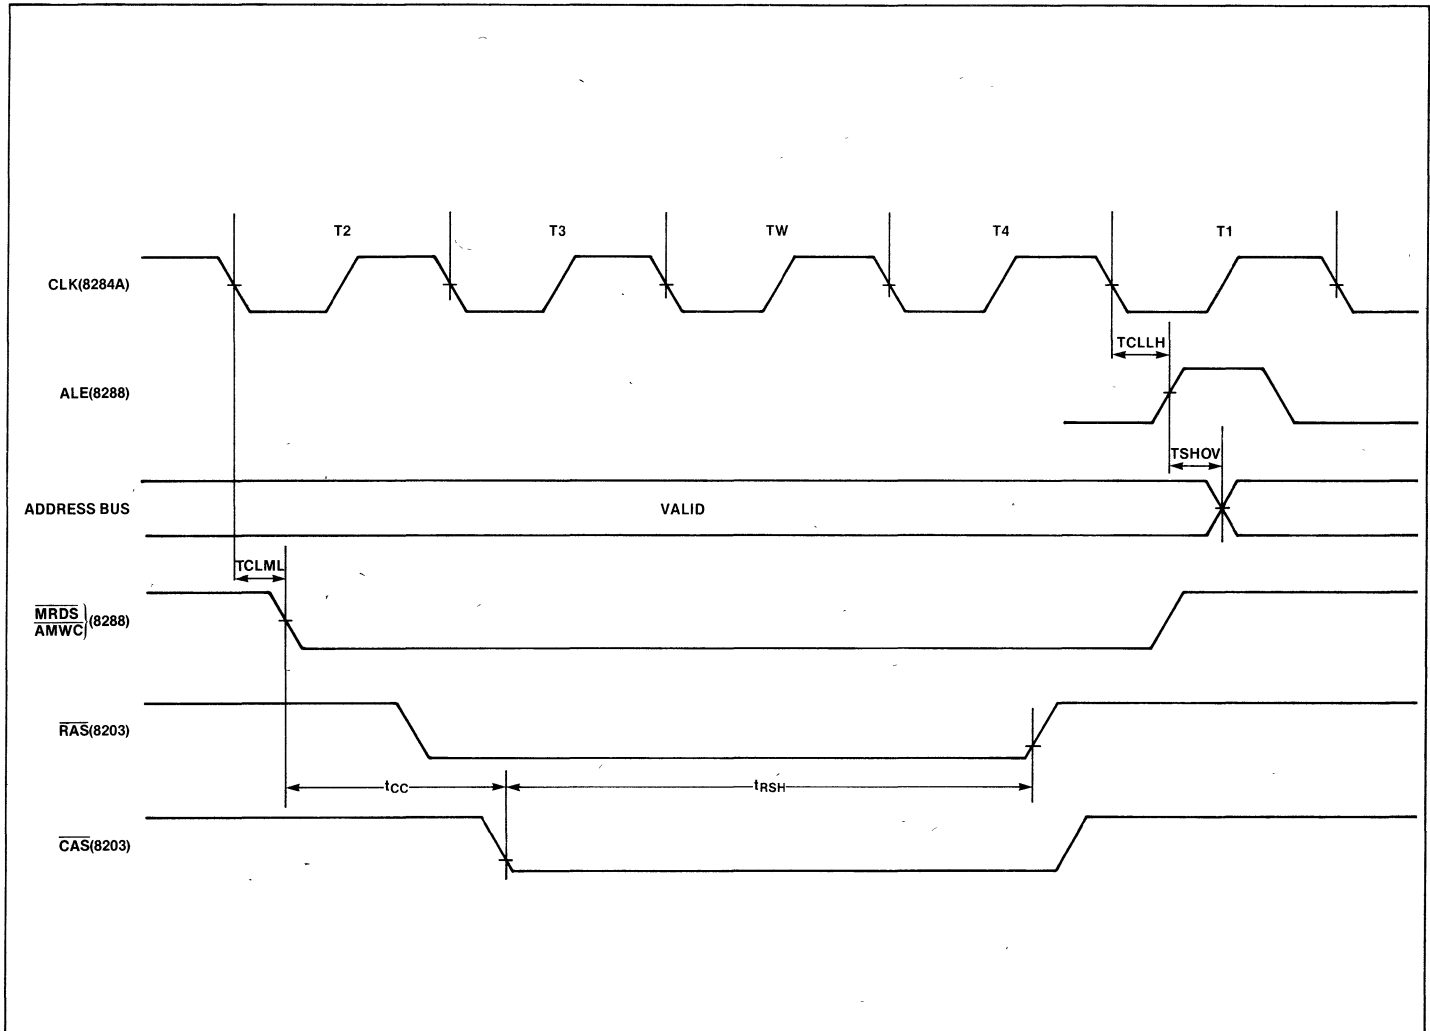 T2 T3 TW T4 T1
CLK(8284A)
TCLLH
ALE(8288)
TSHOV
ADDRESS BUS VALID
TCLML
MRDS
AMWC
(8288)
RAS(8203)
tCC tRSH
CAS(8203)